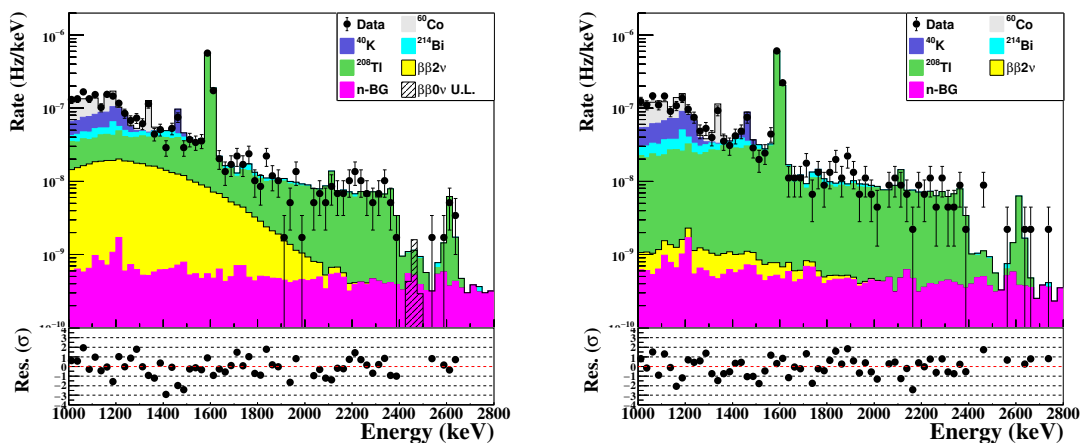 Rate (Hz/keV)
10⁻⁶
10⁻⁷
10⁻⁸
10⁻⁹
10⁻¹⁰
Data
⁶⁰Co
⁴⁰K
²¹⁴Bi
²⁰⁸Tl
ββ2ν
n-BG
ββ0ν U.L.
Res. (σ)
4
3
2
1
0
−1
−2
−3
−4
1000 1200 1400 1600 1800 2000 2200 2400 2600 2800
Energy (keV)
Rate (Hz/keV)
10⁻⁶
10⁻⁷
10⁻⁸
10⁻⁹
10⁻¹⁰
Data
⁶⁰Co
⁴⁰K
²¹⁴Bi
²⁰⁸Tl
ββ2ν
n-BG
Res. (σ)
4
3
2
1
0
−1
−2
−3
−4
1000 1200 1400 1600 1800 2000 2200 2400 2600 2800
Energy (keV)